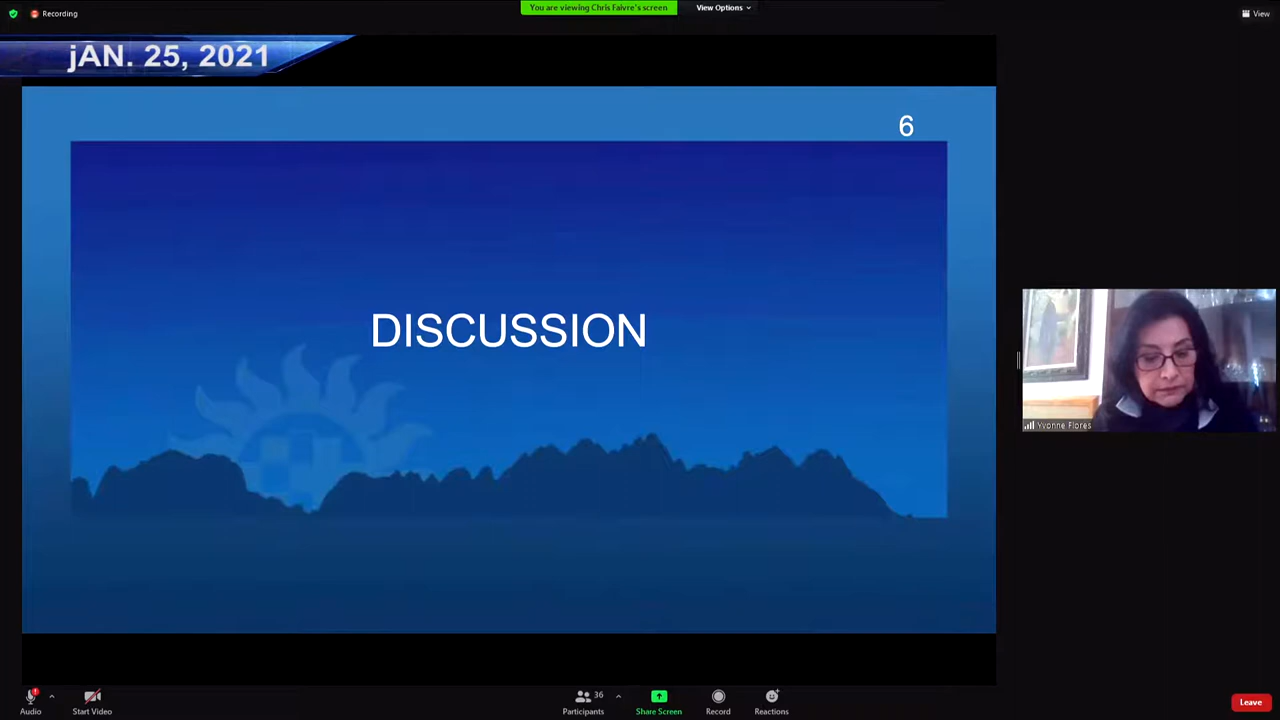 Recording
You are viewing Chris Faivre's screen
View Options
View
jAN. 25, 2021
6
DISCUSSION
Yvonne Flores
Audio
Start Video
36
Participants
Share Screen
Record
Reactions
Leave